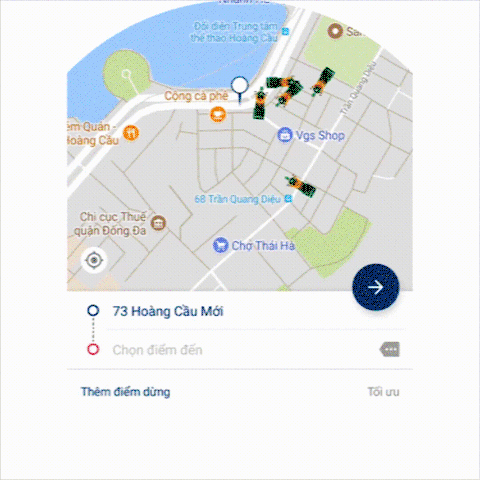 Đối diện Trung tâm
thể thao Hoàng Cầu
Trần Quang Diệu
Cộng cà phê
Quán -
Hoàng Cầu
Vgs Shop
68 Trần Quang Diệu
Chi cục Thuế
quận Đống Đa
Chợ Thái Hà
73 Hoàng Cầu Mới
Chọn điểm đến
Thêm điểm dừng
Tối ưu